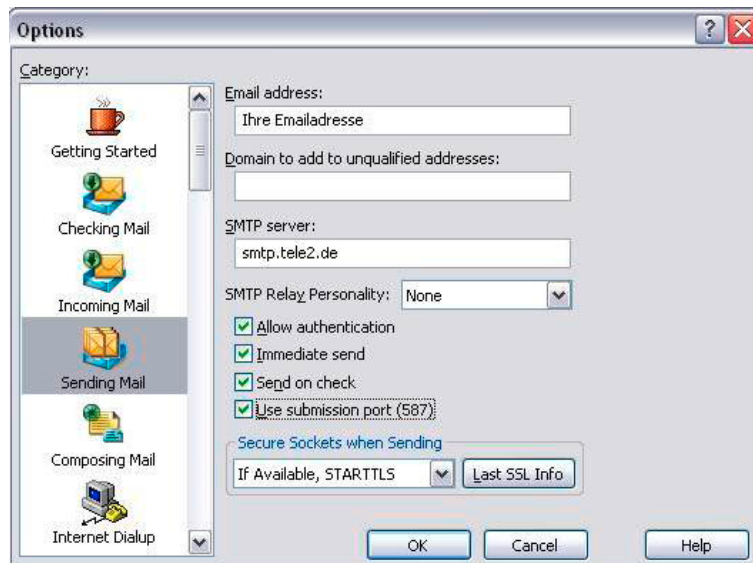 Options
Category:
Getting Started
Checking Mail
Incoming Mail
Sending Mail
Composing Mail
Internet Dialup
Email address:
Ihre Emailadresse
Domain to add to unqualified addresses:
SMTP server:
smtp.tele2.de
SMTP Relay Personality: None
Allow authentication
Immediate send
Send on check
Use submission port (587)
Secure Sockets when Sending
If Available, STARTTLS Last SSL Info
OK Cancel Help